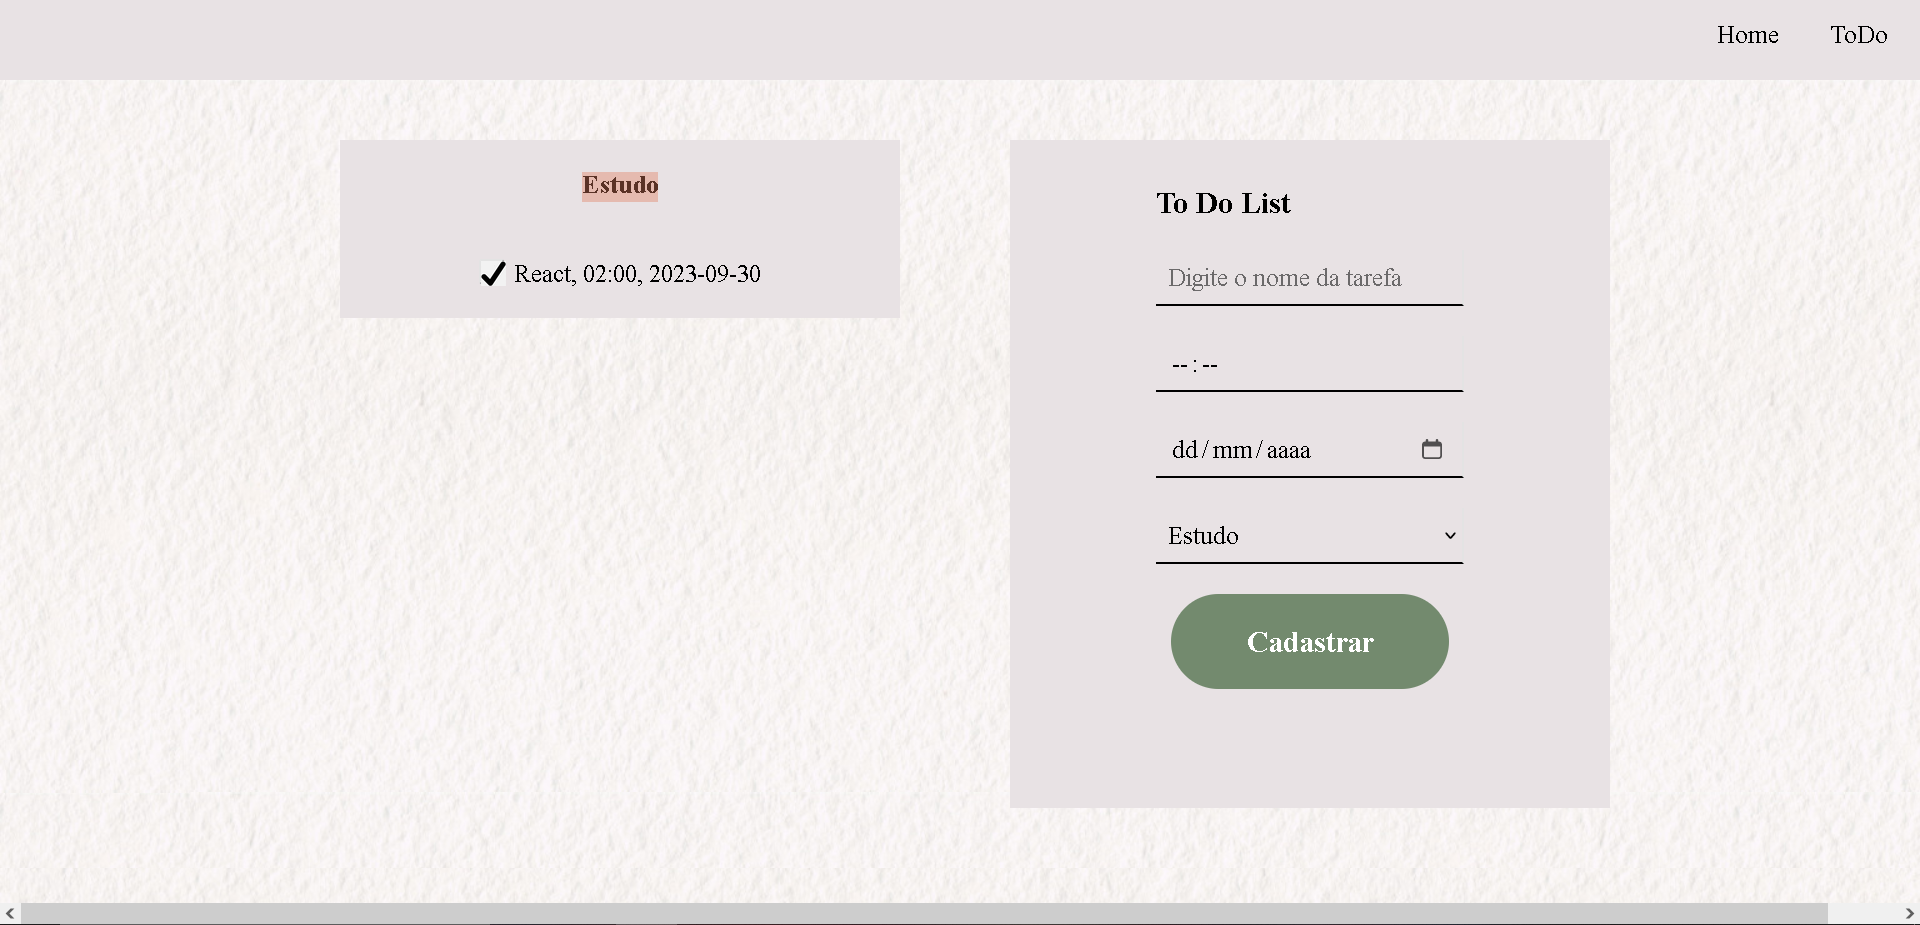 Home ToDo
Estudo
React, 02:00, 2023-09-30
To Do List
Digite o nome da tarefa
--:--
dd/mm/aaaa
Estudo
Cadastrar